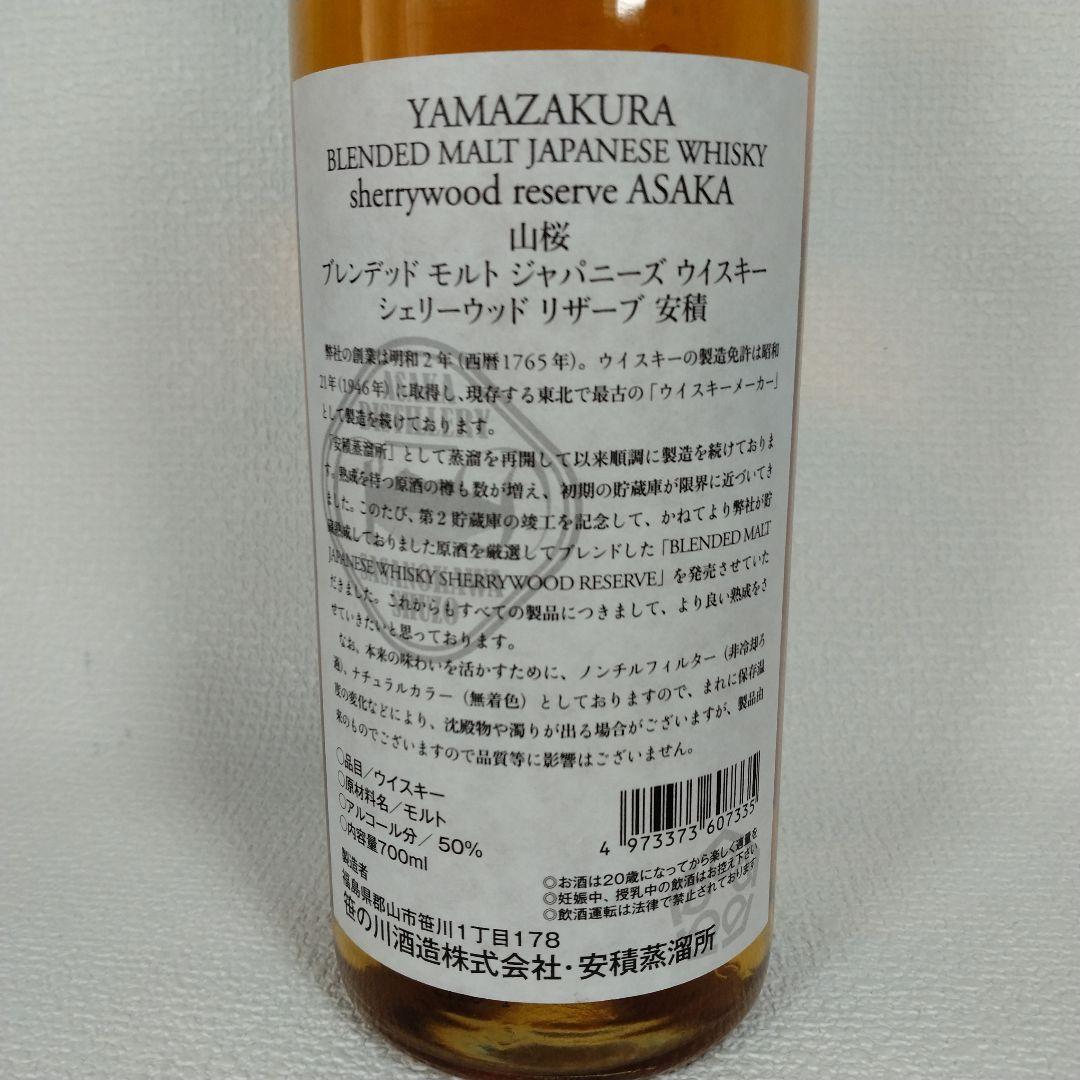 YAMAZAKURA
BLENDED MALT JAPANESE WHISKY
sherrywood reserve ASAKA
山桜
ブレンデッド モルト ジャパニーズ ウイスキー
シェリーウッド リザーブ 安積
弊社の創業は明和2年(西暦1765年)。ウイスキーの製造免許は昭和
21年(1946年)に取得し、現存する東北で最古の「ウイスキーメーカー」
として製造を続けております。
「安積蒸溜所」として蒸溜を再開して以来順調に製造を続けておりま
す。熟成を待つ原酒の樽も数が増え、初期の貯蔵庫が限界に近づいてき
ました。このたび、第2貯蔵庫の竣工を記念して、かねてより弊社が貯
蔵熟成しておりました原酒を厳選してブレンドした「BLENDED MALT
JAPANESE WHISKY SHERRYWOOD RESERVE」を発売させていた
だきました。これからもすべての製品につきまして、より良い熟成をさ
せていきたいと思っております。
なお、本来の味わいを活かすために、ノンチルフィルター(非冷却ろ
過)、ナチュラルカラー(無着色)としておりますので、まれに保存温
度の変化などにより、沈殿物や濁りが出る場合がございますが、製品由
来のものでございますので品質等に影響はございません。
ASAKA
DISTILLERY
SASANOKAWA
SHUZO
○品目/ウイスキー
○原材料名/モルト
○アルコール分/50%
○内容量700ml
4 973373 607335
◎お酒は20歳になってから楽しく適量を
◎妊娠中、授乳中の飲酒はお控え下さい
◎飲酒運転は法律で禁止されております
製造者
福島県郡山市笹川1丁目178
笹の川酒造株式会社・安積蒸溜所